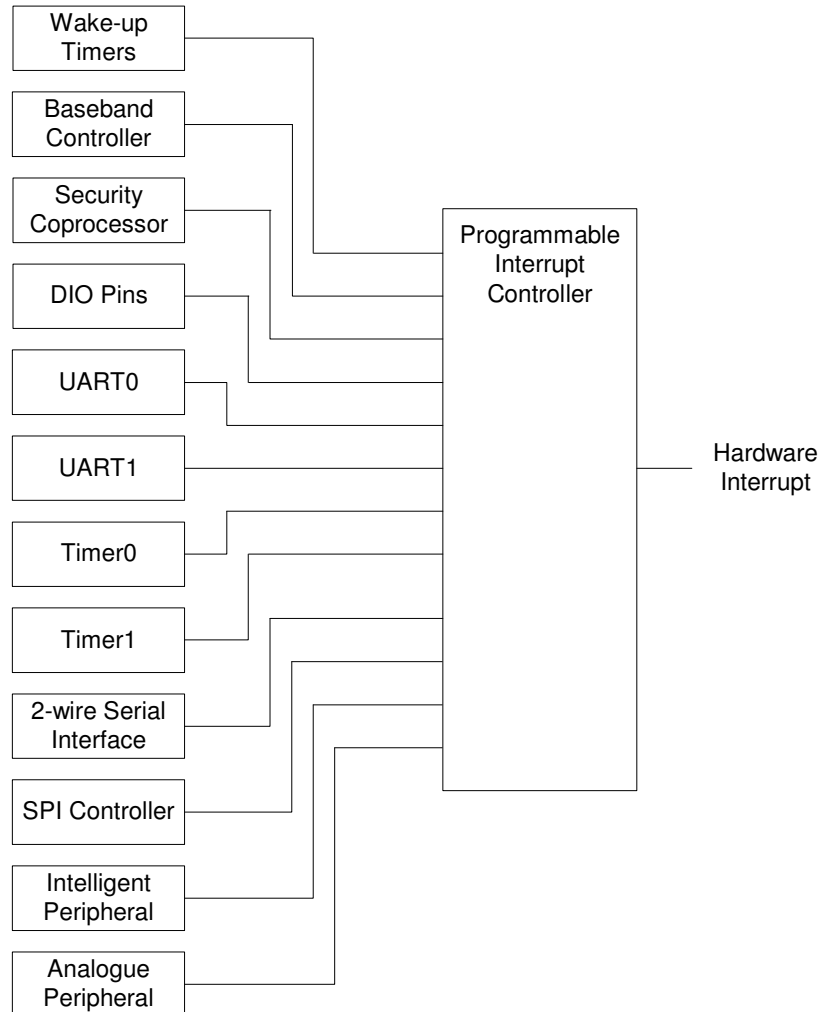 Wake-up
Timers
Baseband
Controller
Security
Coprocessor
DIO Pins
UART0
UART1
Timer0
Timer1
2-wire Serial
Interface
SPI Controller
Intelligent
Peripheral
Analogue
Peripheral
Programmable
Interrupt
Controller
Hardware
Interrupt